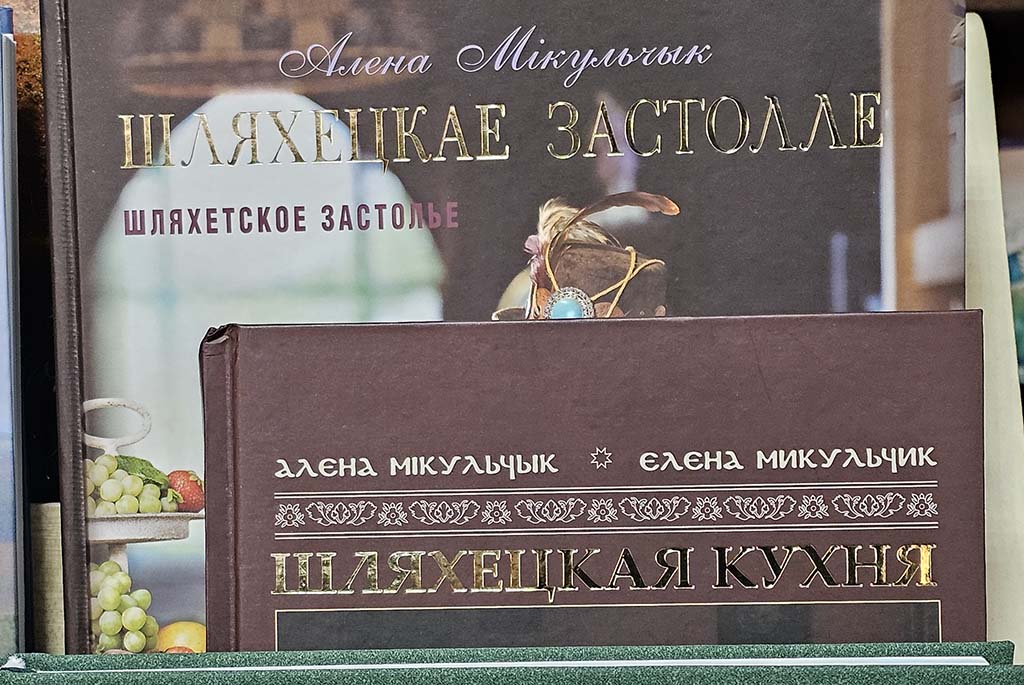 Алена Мікульчык
ШЛЯХЕЦКАЕ ЗАСТОЛЛЕ
ШЛЯХЕТСКОЕ ЗАСТОЛЬЕ
АЛЕНА МІКУЛЬЧЫК ЕЛЕНА МИКУЛЬЧИК
ШЛЯХЕЦКАЯ КУХНЯ